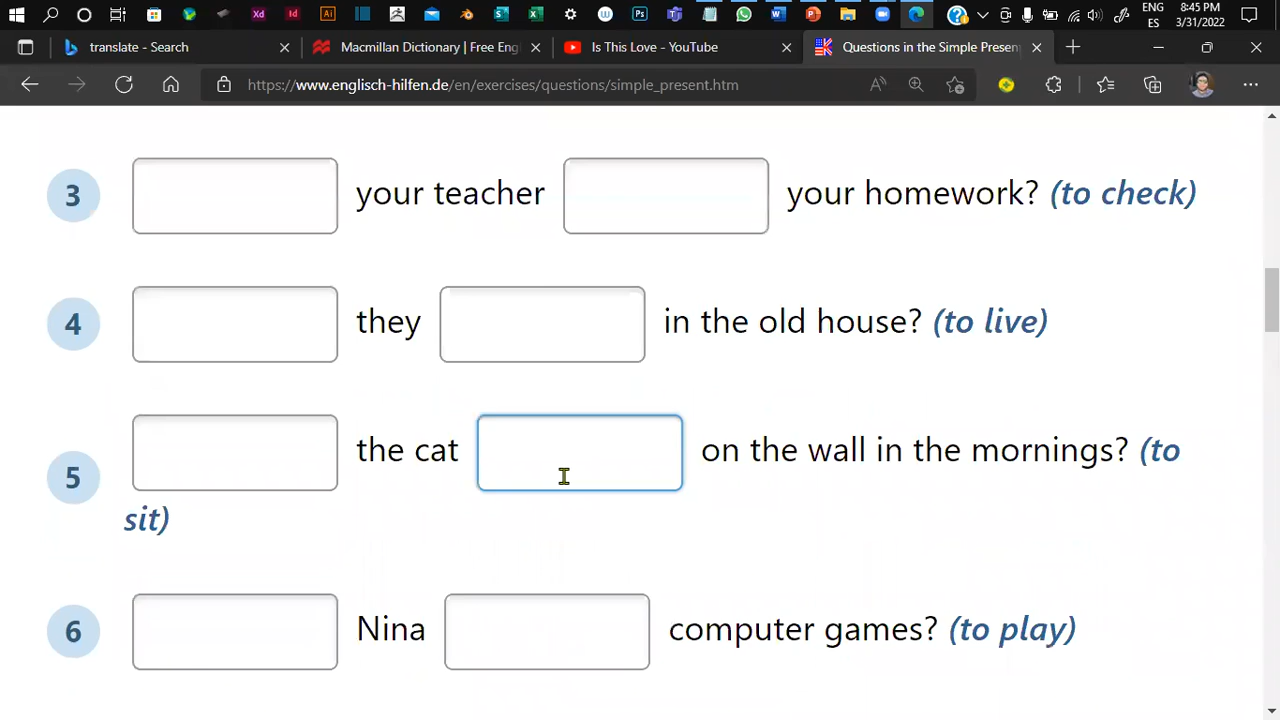 ENG 8:45 PM
ES 3/31/2022
translate - Search
Macmillan Dictionary | Free Eng
Is This Love - YouTube
Questions in the Simple Present
https://www.englisch-hilfen.de/en/exercises/questions/simple_present.htm
3 your teacher your homework? (to check)
4 they in the old house? (to live)
5 the cat on the wall in the mornings? (to
sit)
6 Nina computer games? (to play)